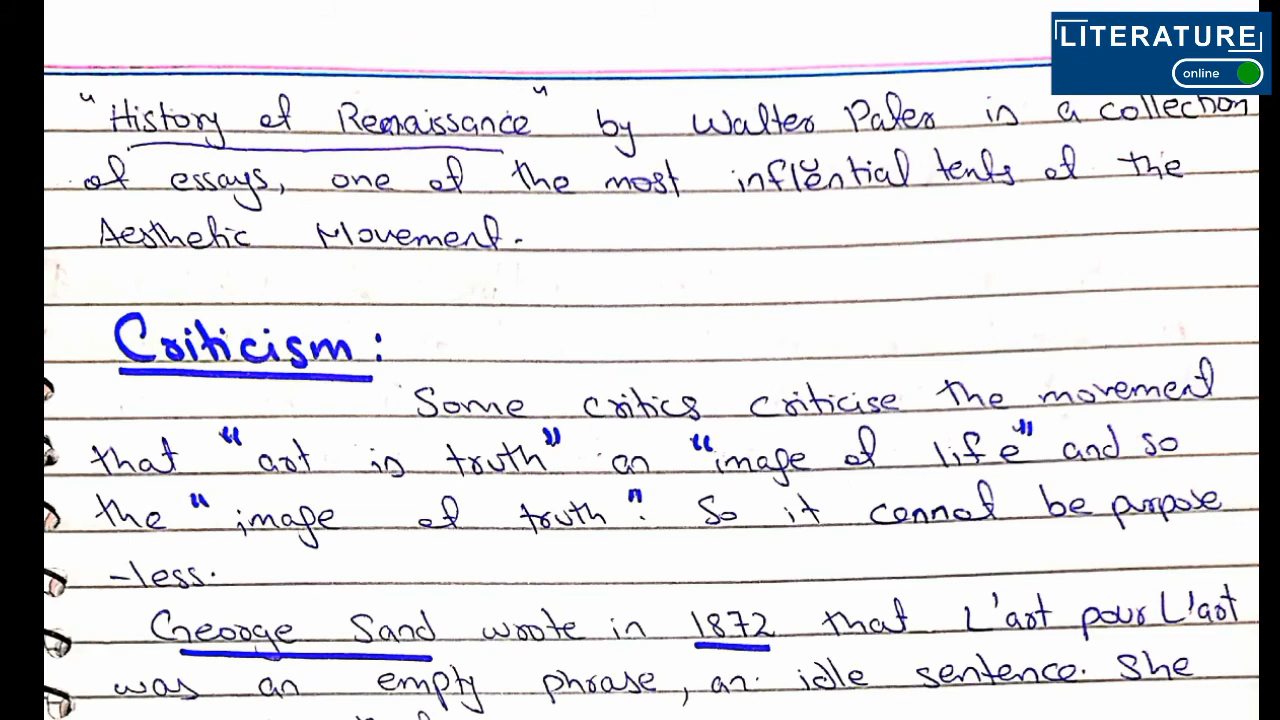 LITERATURE
online
"History of Renaissance" by Walter Pater is a collection
of essays, one of the most influential texts of the
Aesthetic Movement.
Criticism:
Some critics criticise the movement
that "art is truth" an "image of life" and so
the "image of truth". So it cannot be purpose
-less.
George Sand wrote in 1872 that L'art pour L'art
was an empty phrase, an idle sentence. She